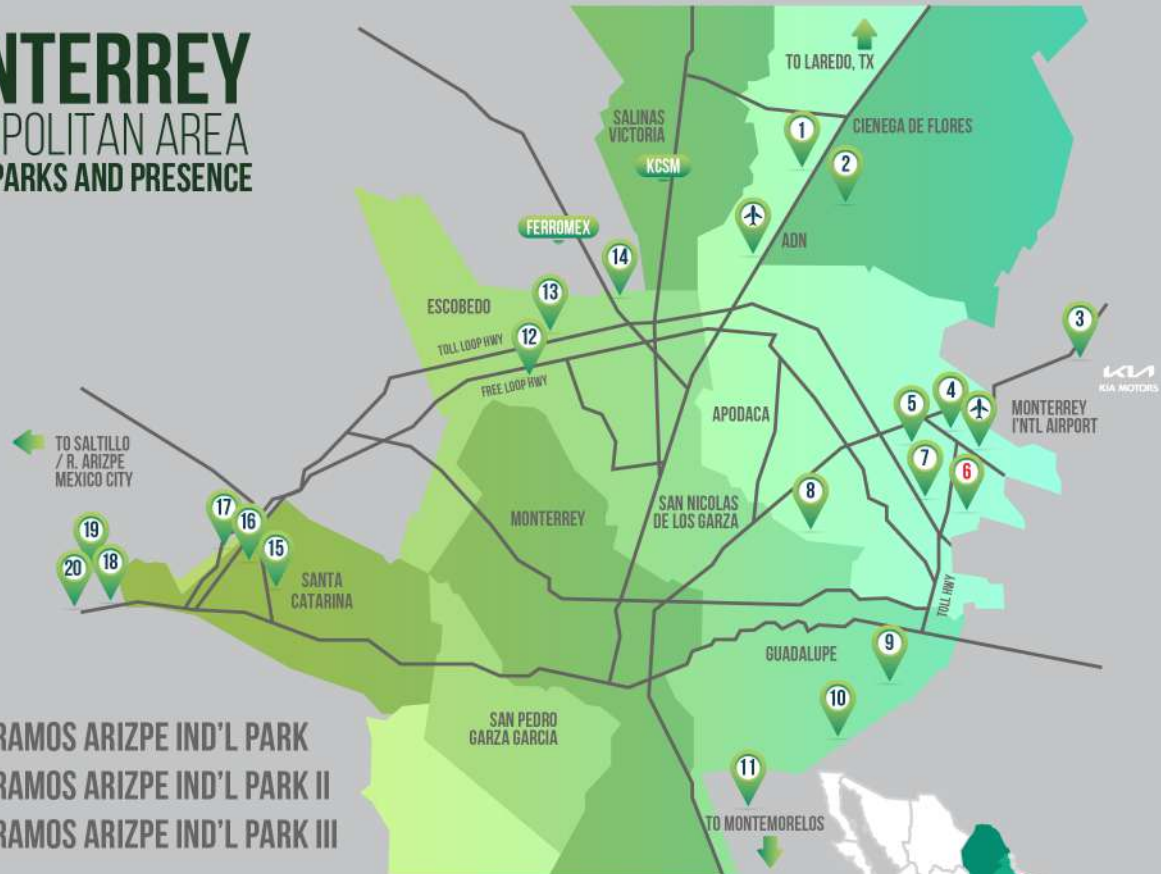 NTERREY
POLITAN AREA
PARKS AND PRESENCE
TO LAREDO, TX
SALINAS
VICTORIA
1
CIENEGA DE FLORES
2
KCSM
FERROMEX
ADN
14
ESCOBEDO
13
3
12
TOLL LOOP HWY
KIA
KIA MOTORS
FREE LOOP HWY
5
4
APODACA
MONTERREY
I'NTL AIRPORT
TO SALTILLO
/ R. ARIZPE
MEXICO CITY
7
6
8
17
16
SAN NICOLAS
DE LOS GARZA
MONTERREY
19
15
20
18
SANTA
CATARINA
TOLL HWY
GUADALUPE
9
10
SAN PEDRO
GARZA GARCIA
RAMOS ARIZPE IND'L PARK
RAMOS ARIZPE IND'L PARK II
RAMOS ARIZPE IND'L PARK III
11
TO MONTEMORELOS